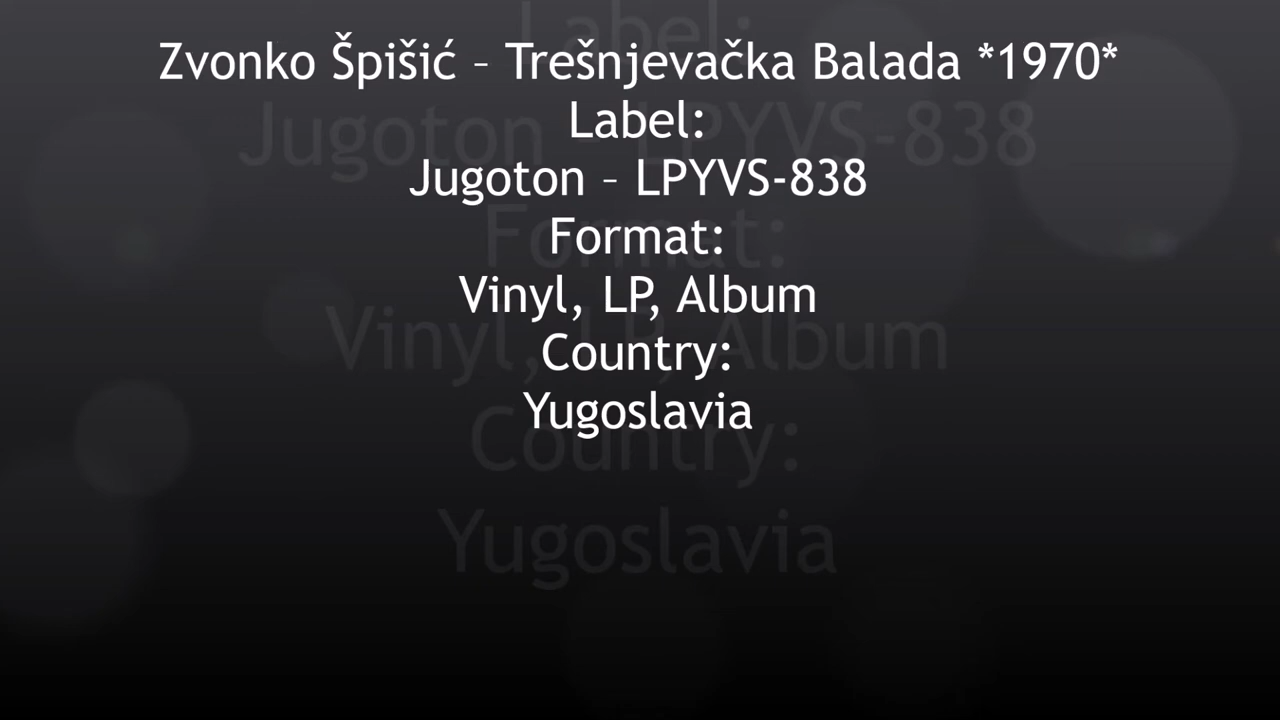 Zvonko Špišić – Trešnjevačka Balada *1970*
Label:
Jugoton – LPYVS-838
Format:
Vinyl, LP, Album
Country:
Yugoslavia